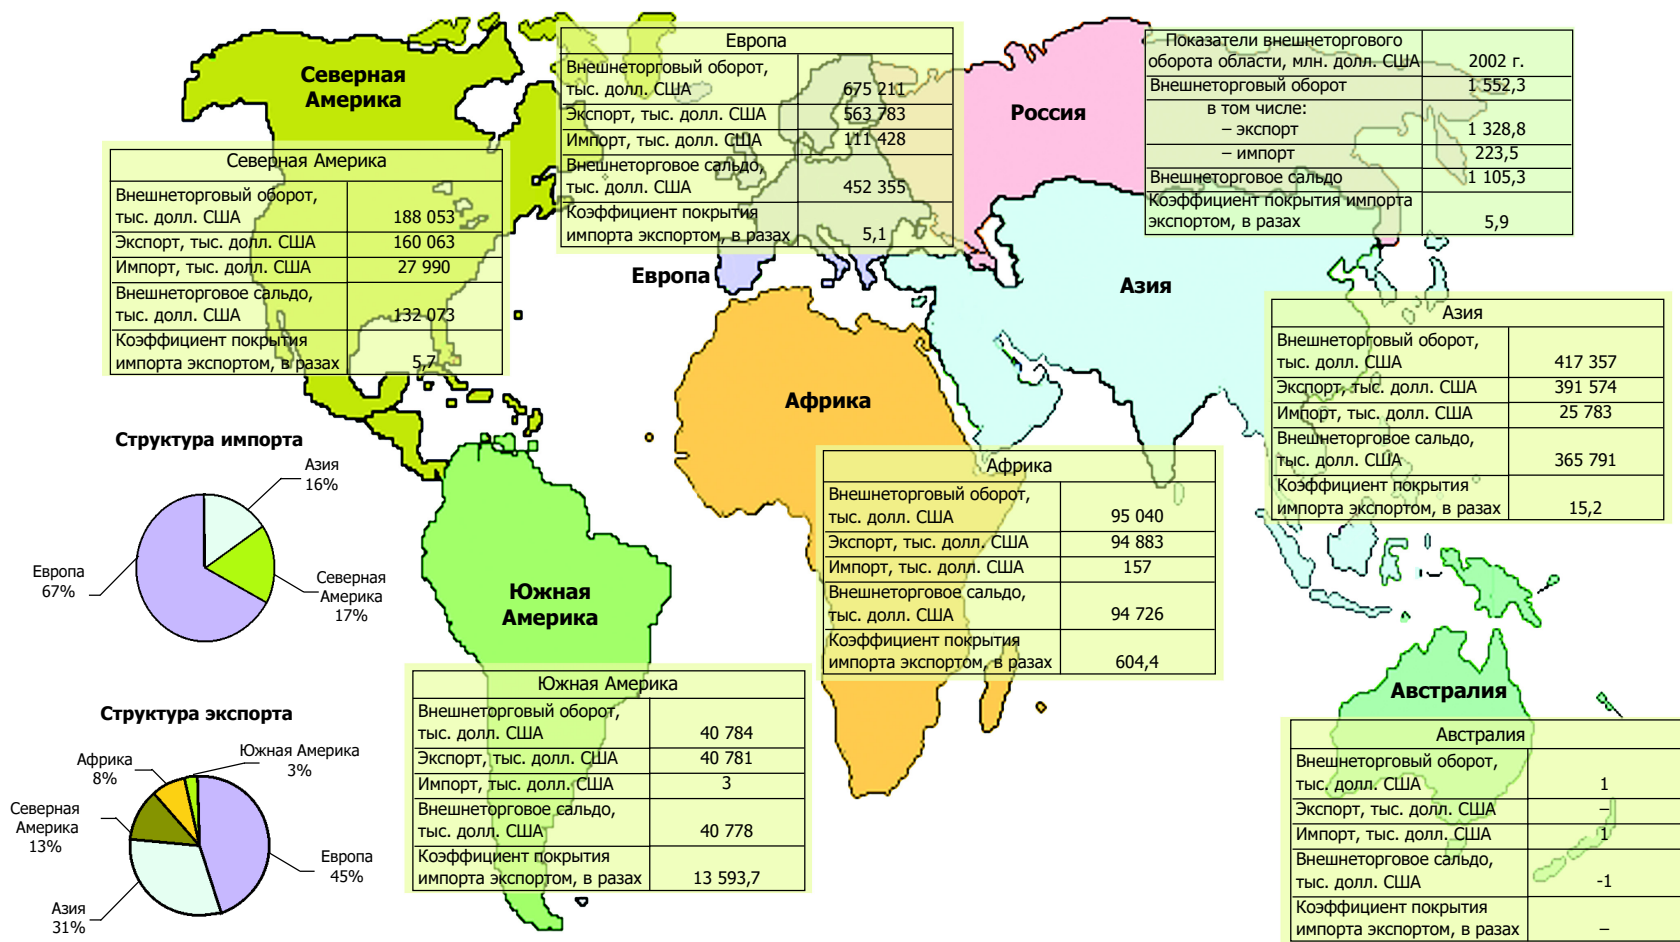 Северная
Америка
Россия
Европа
Азия
Африка
Южная
Америка
Австралия
Европа
Внешнеторговый оборот,
тыс. долл. США 675 211
Экспорт, тыс. долл. США 563 783
Импорт, тыс. долл. США 111 428
Внешнеторговое сальдо,
тыс. долл. США 452 355
Коэффициент покрытия
импорта экспортом, в разах 5,1
Показатели внешнеторгового
оборота области, млн. долл. США 2002 г.
Внешнеторговый оборот 1 552,3
в том числе:
– экспорт 1 328,8
– импорт 223,5
Внешнеторговое сальдо 1 105,3
Коэффициент покрытия импорта
экспортом, в разах 5,9
Северная Америка
Внешнеторговый оборот,
тыс. долл. США 188 053
Экспорт, тыс. долл. США 160 063
Импорт, тыс. долл. США 27 990
Внешнеторговое сальдо,
тыс. долл. США 132 073
Коэффициент покрытия
импорта экспортом, в разах 5,7
Азия
Внешнеторговый оборот,
тыс. долл. США 417 357
Экспорт, тыс. долл. США 391 574
Импорт, тыс. долл. США 25 783
Внешнеторговое сальдо,
тыс. долл. США 365 791
Коэффициент покрытия
импорта экспортом, в разах 15,2
Африка
Внешнеторговый оборот,
тыс. долл. США 95 040
Экспорт, тыс. долл. США 94 883
Импорт, тыс. долл. США 157
Внешнеторговое сальдо,
тыс. долл. США 94 726
Коэффициент покрытия
импорта экспортом, в разах 604,4
Южная Америка
Внешнеторговый оборот,
тыс. долл. США 40 784
Экспорт, тыс. долл. США 40 781
Импорт, тыс. долл. США 3
Внешнеторговое сальдо,
тыс. долл. США 40 778
Коэффициент покрытия
импорта экспортом, в разах 13 593,7
Австралия
Внешнеторговый оборот,
тыс. долл. США 1
Экспорт, тыс. долл. США –
Импорт, тыс. долл. США 1
Внешнеторговое сальдо,
тыс. долл. США -1
Коэффициент покрытия
импорта экспортом, в разах –
Структура импорта
Азия
16%
Европа
67%
Северная
Америка
17%
Структура экспорта
Южная Америка
3%
Африка
8%
Северная
Америка
13%
Европа
45%
Азия
31%